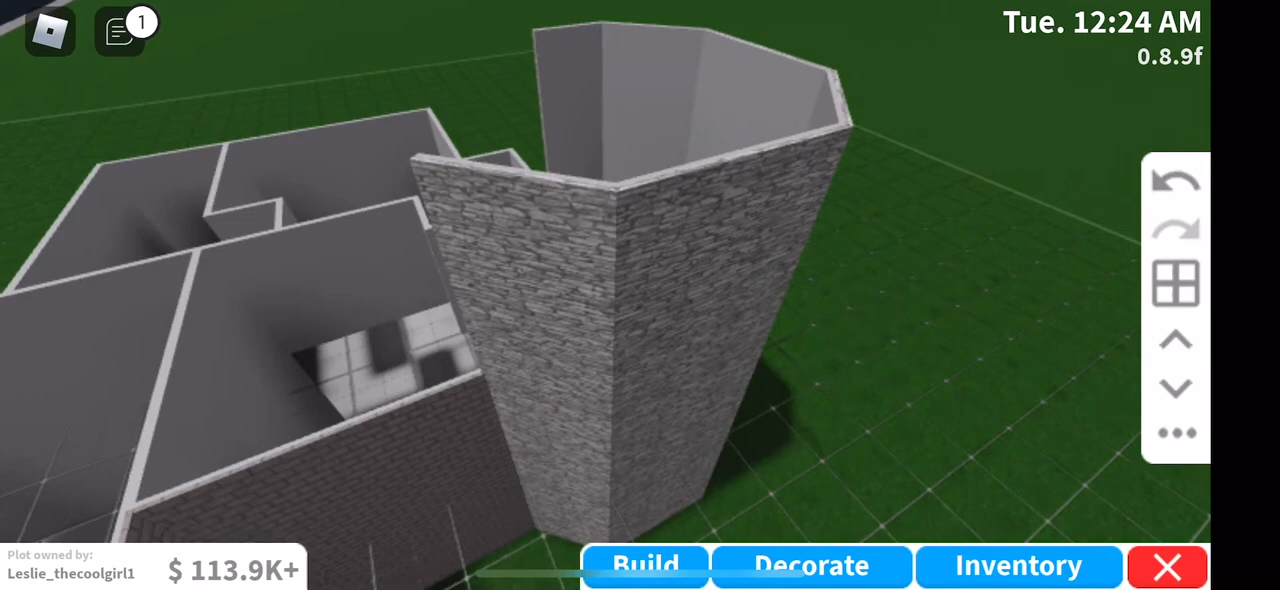 1
Tue. 12:24 AM
0.8.9f
Plot owned by:
Leslie_thecoolgirl1
$ 113.9K+
Build
Decorate
Inventory